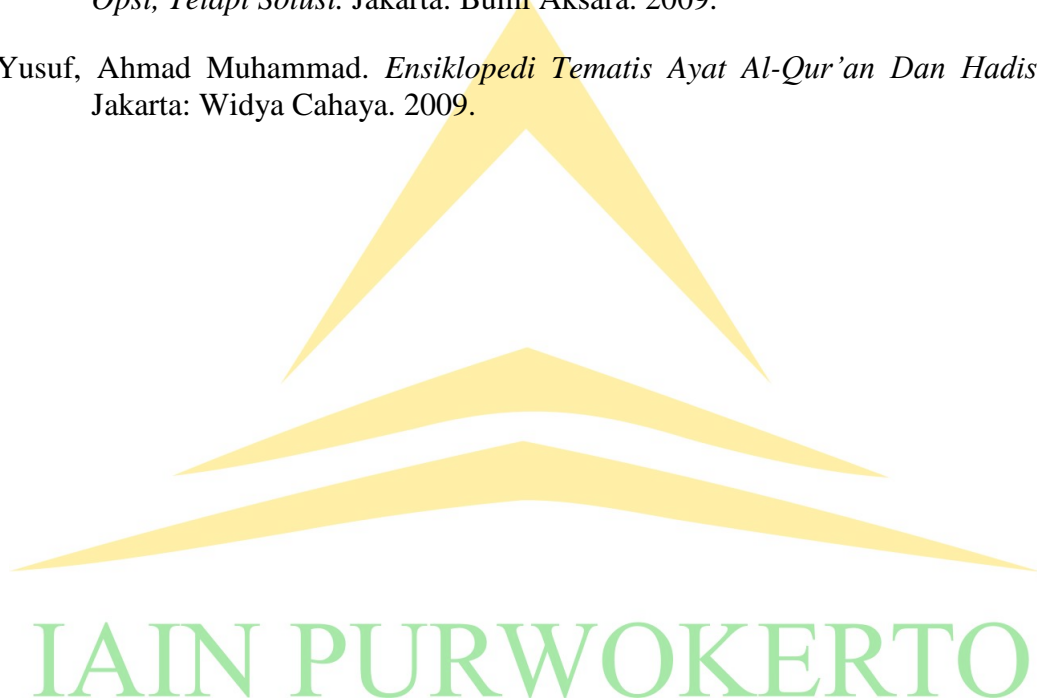 Opsi, Tetapi Solusi. Jakarta: Bumi Aksara. 2009.
Yusuf, Ahmad Muhammad. Ensiklopedi Tematis Ayat Al-Qur’an Dan Hadis
Jakarta: Widya Cahaya. 2009.
IAIN PURWOKERTO